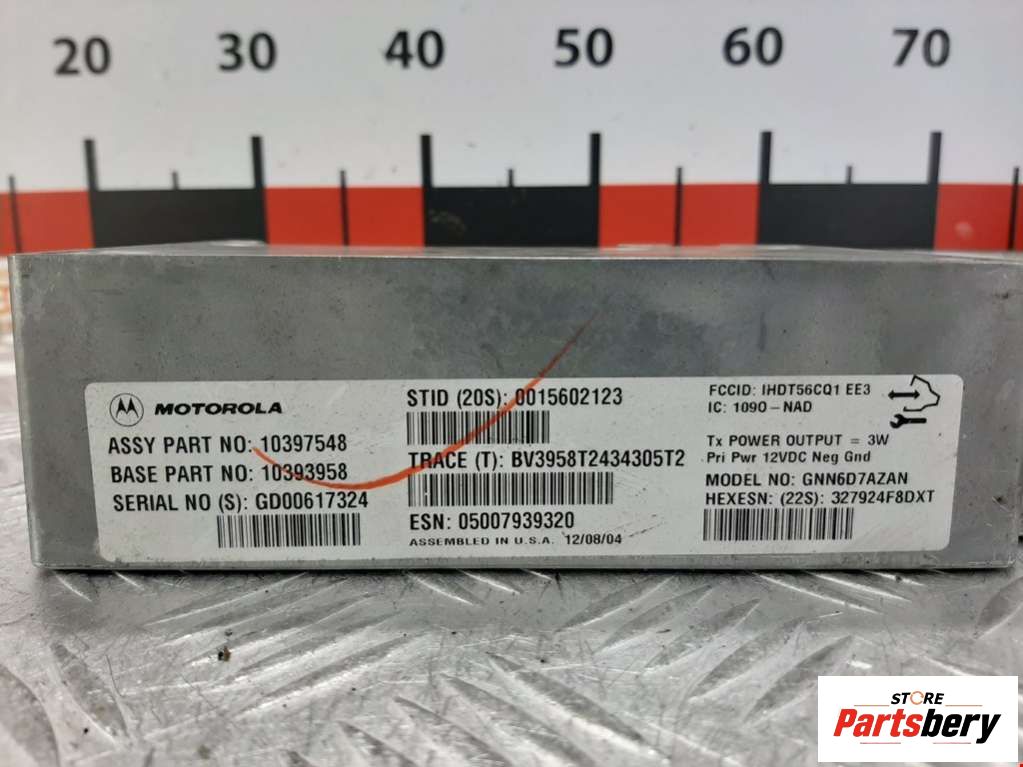 20 30 40 50 60 70
MOTOROLA
ASSY PART NO: 10397548
BASE PART NO: 10393958
SERIAL NO (S): GD00617324
STID (20S): 0015602123
TRACE (T): BV3958T2434305T2
ESN: 05007939320
ASSEMBLED IN U.S.A. 12/08/04
FCCID: IHDT56CQ1 EE3
IC: 109O-NAD
Tx POWER OUTPUT = 3W
Pri Pwr 12VDC Neg Gnd
MODEL NO: GNN6D7AZAN
HEXESN: (22S): 327924F8DXT
STORE
Partsbery